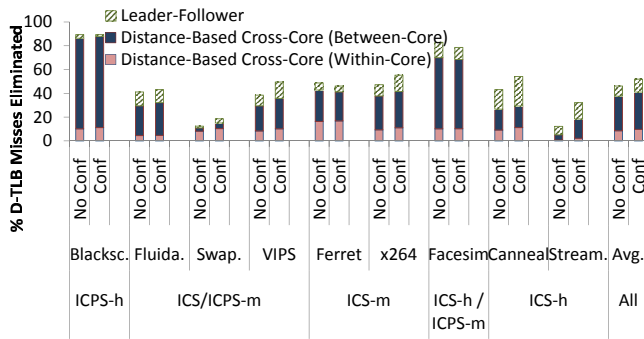 100
80
60
40
20
0
% D-TLB Misses Eliminated
Leader-Follower
Distance-Based Cross-Core (Between-Core)
Distance-Based Cross-Core (Within-Core)
No Conf Conf No Conf Conf No Conf Conf No Conf Conf No Conf Conf No Conf Conf No Conf Conf No Conf Conf No Conf Conf No Conf Conf
Blacksc. Fluida. Swap. VIPS Ferret x264 Facesim Canneal Stream. Avg.
ICPS-h ICS/ICPS-m ICS-m ICS-h / ICS-h All
ICPS-m